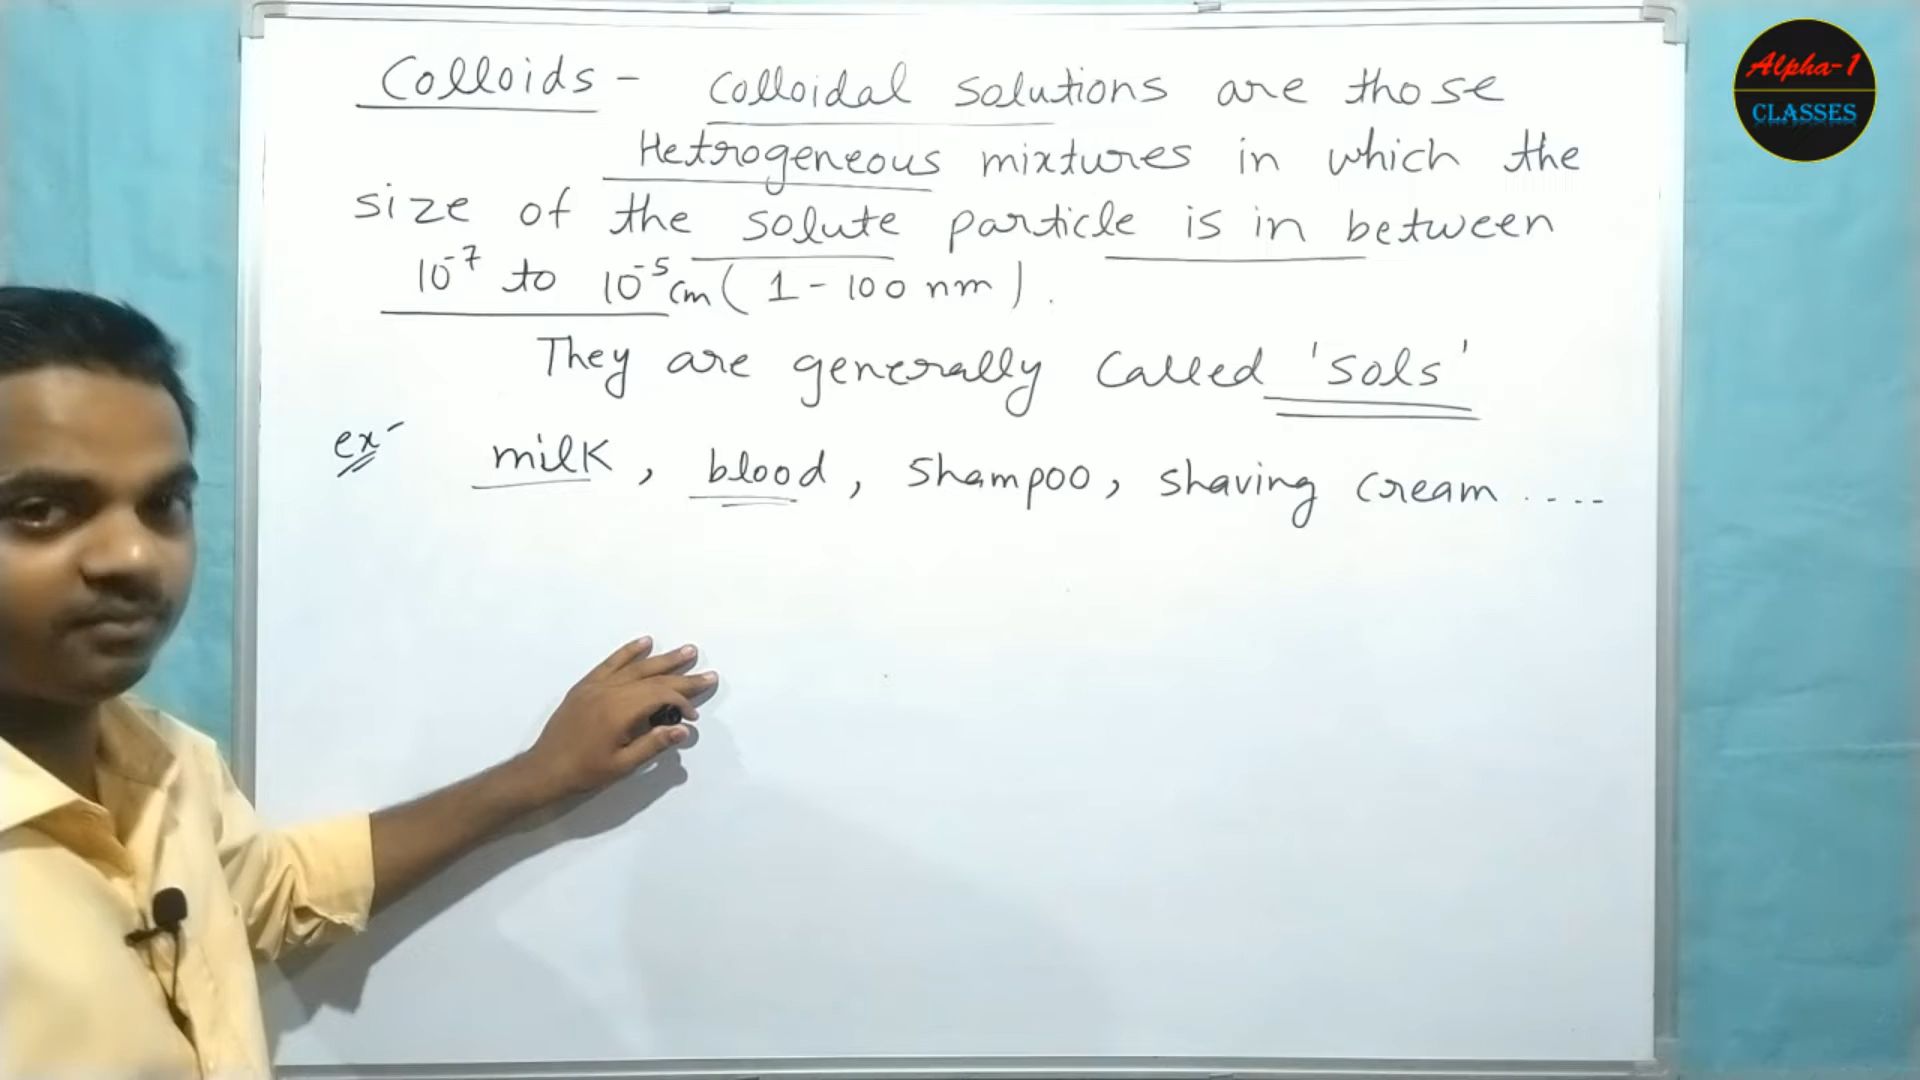 Colloids - Colloidal solutions are those
Hetrogeneous mixtures in which the
size of the solute particle is in between
10⁻⁷ to 10⁻⁵ cm ( 1 - 100 nm ) .
They are generally called 'sols'
ex- milk , blood , Shampoo , shaving cream ....
Alpha-1
CLASSES